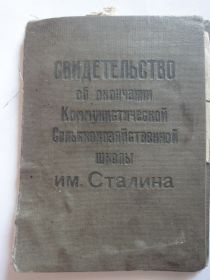 СВИДЕТЕЛЬСТВО
об окончании
Коммунистической
Сельскохозяйственной
школы
им. Сталина